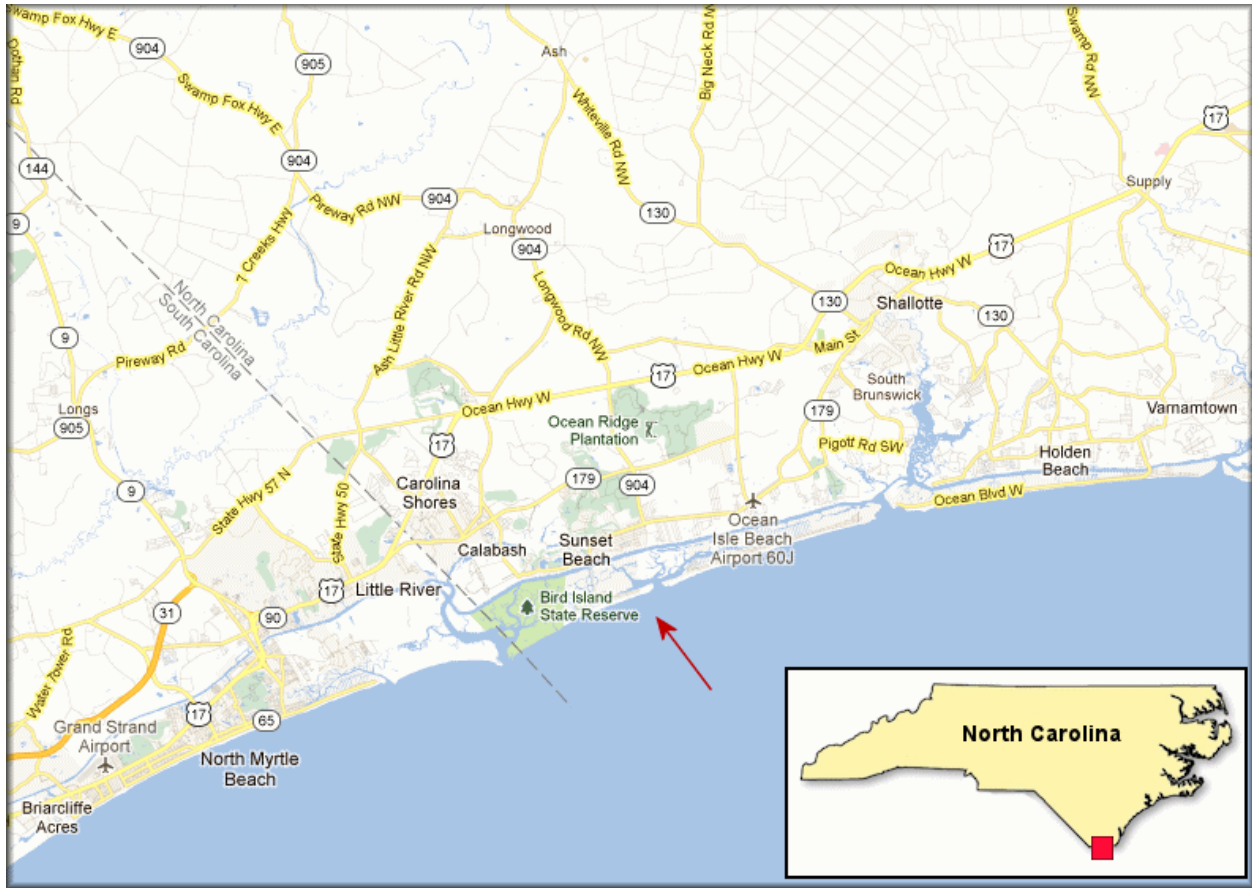 Swamp Fox Hwy E
904
905
Ash
Big Neck Rd NW
Swamp Rd NW
17
Swamp Fox Hwy E
Whiteville Rd NW
144
904
Supply
Pireway Rd NW
904
130
9
Longwood
904
17
7 Creeks Hwy
Ocean Hwy W
North Carolina
South Carolina
Ash Little River Rd NW
Longwood Rd NW
130
Shallotte
130
9
Main St
Pireway Rd
Ocean Hwy W
17
South
Brunswick
Longs
905
Ocean Hwy W
179
Varnamtown
Ocean Ridge
Plantation
17
Pigott Rd SW
Holden
Beach
9
State Hwy 57 N
State Hwy 50
Carolina
Shores
179
904
Ocean Blvd W
Ocean
Isle Beach
Airport 60J
Calabash
Sunset
Beach
17
Little River
31
90
Bird Island
State Reserve
Water Tower Rd
17
65
Grand Strand
Airport
North Myrtle
Beach
Briarcliffe
Acres
North Carolina